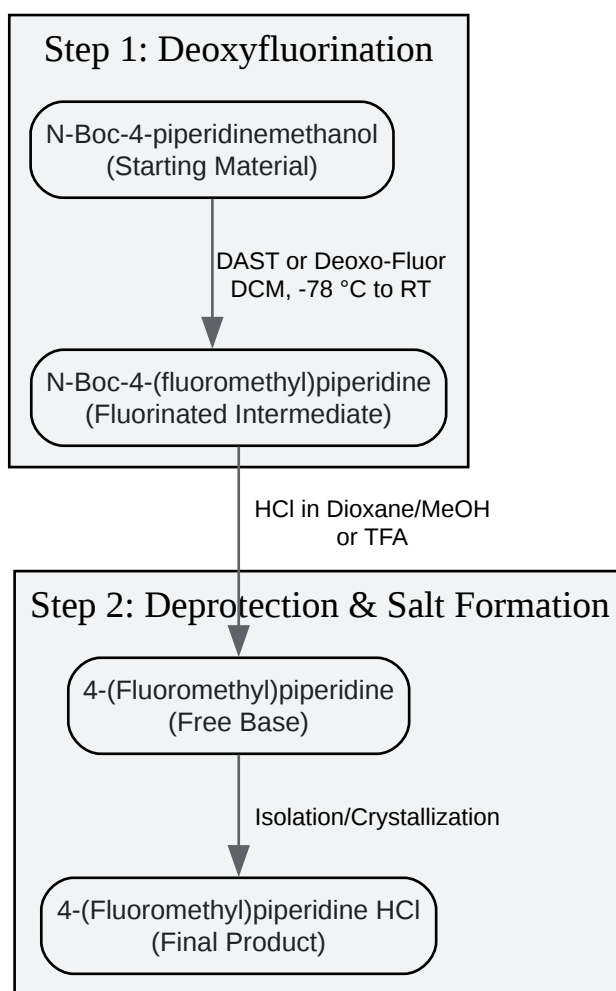 Step 1: Deoxyfluorination
N-Boc-4-piperidinemethanol
(Starting Material)
DAST or Deoxo-Fluor
DCM, -78 °C to RT
N-Boc-4-(fluoromethyl)piperidine
(Fluorinated Intermediate)
HCl in Dioxane/MeOH
or TFA
Step 2: Deprotection & Salt Formation
4-(Fluoromethyl)piperidine
(Free Base)
Isolation/Crystallization
4-(Fluoromethyl)piperidine HCl
(Final Product)